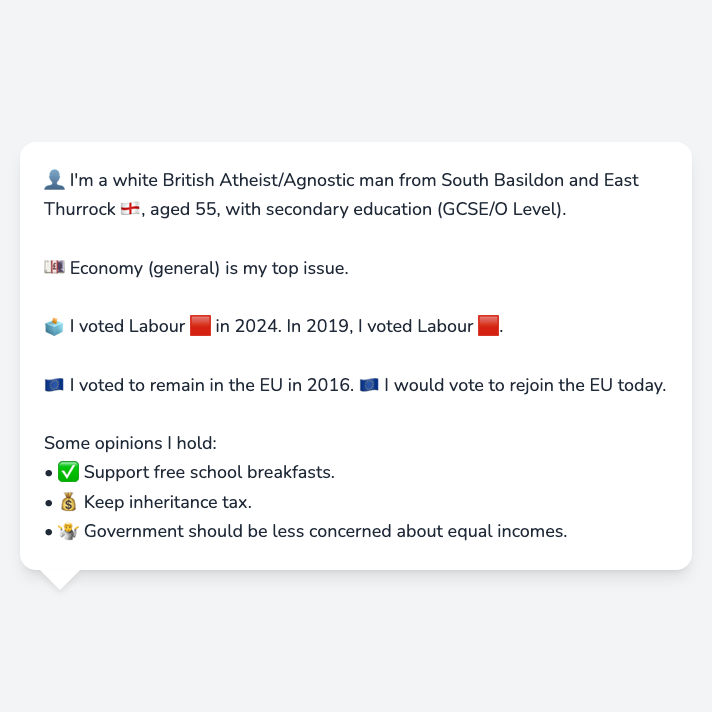 👤 I'm a white British Atheist/Agnostic man from South Basildon and East
Thurrock 🏴󠁧󠁢󠁥󠁮󠁧󠁿, aged 55, with secondary education (GCSE/O Level).
💷 Economy (general) is my top issue.
🗳️ I voted Labour 🟥 in 2024. In 2019, I voted Labour 🟥.
🇪🇺 I voted to remain in the EU in 2016. 🇪🇺 I would vote to rejoin the EU today.
Some opinions I hold:
• ✅ Support free school breakfasts.
• 💰 Keep inheritance tax.
• 🤷 Government should be less concerned about equal incomes.